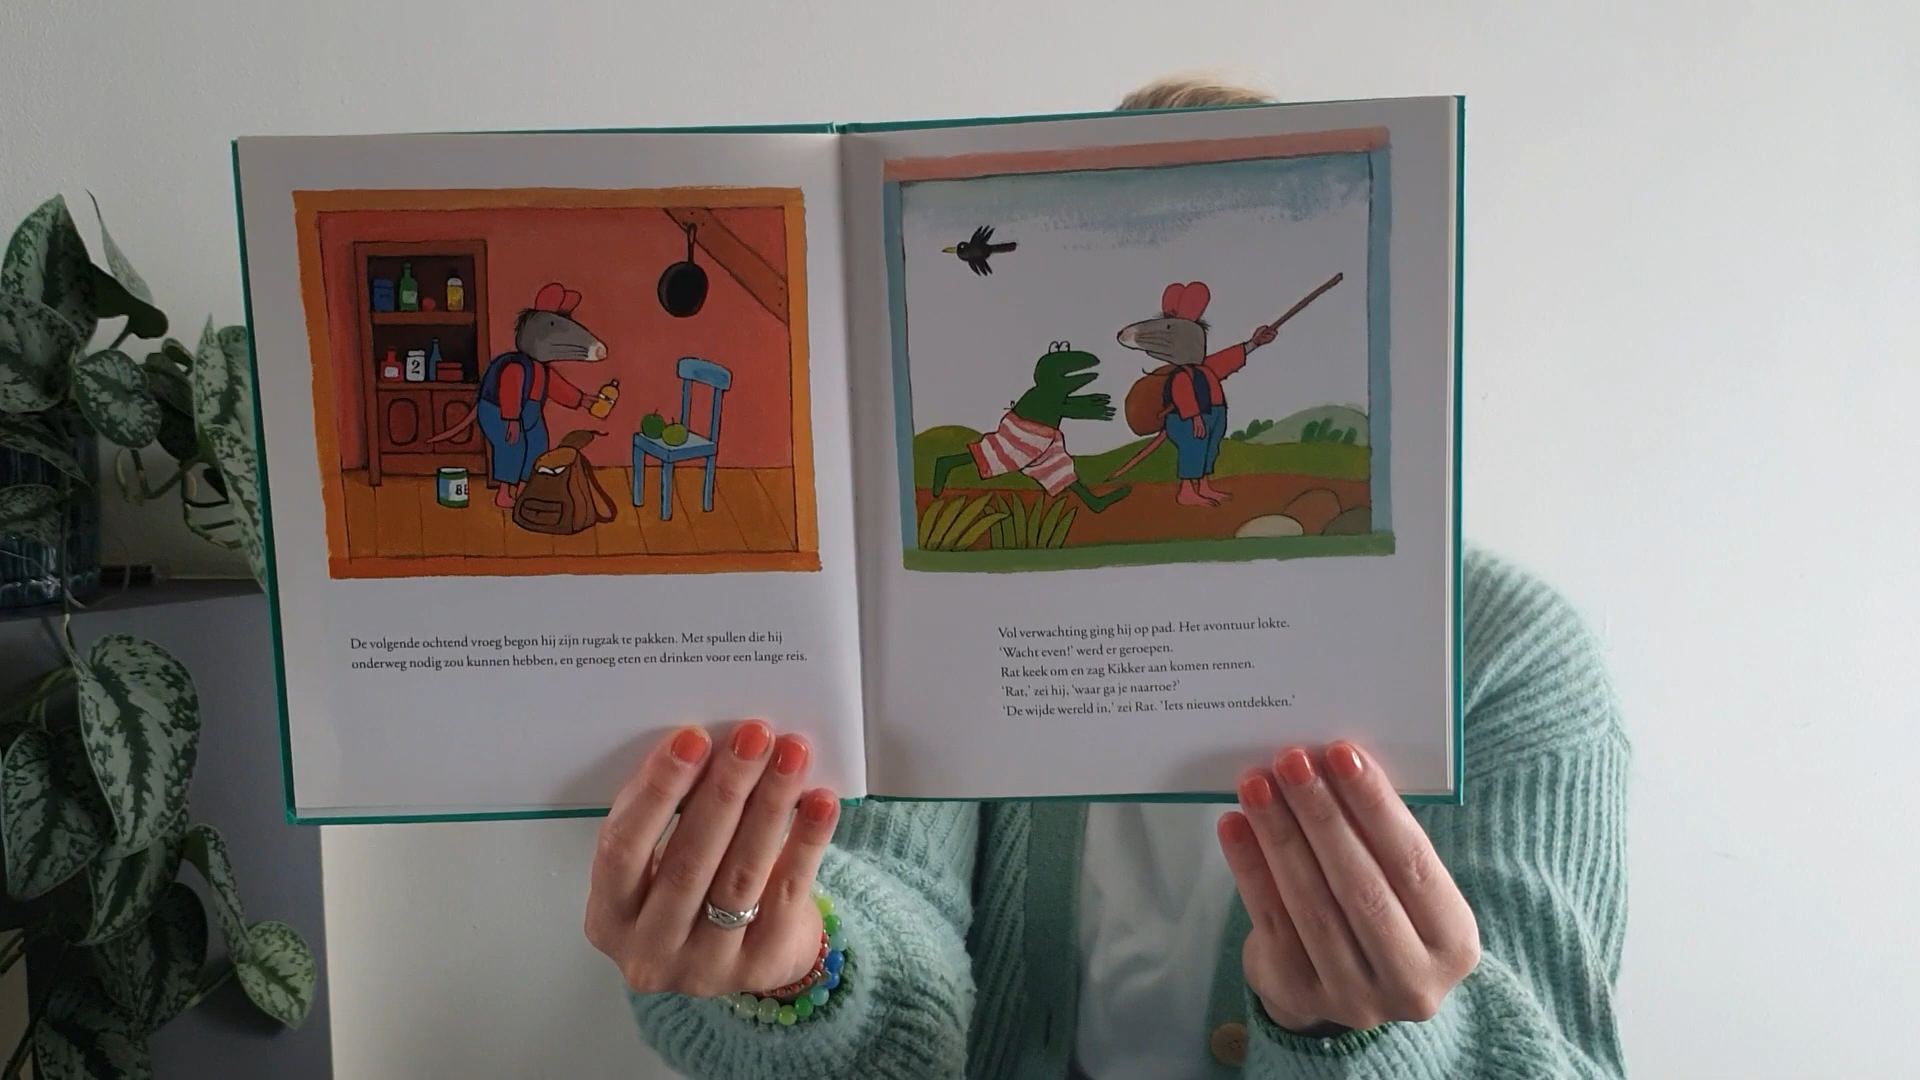 2
BE
De volgende ochtend vroeg begon hij zijn rugzak te pakken. Met spullen die hij
onderweg nodig zou kunnen hebben, en genoeg eten en drinken voor een lange reis.
Vol verwachting ging hij op pad. Het avontuur lokte.
‘Wacht even!’ werd er geroepen.
Rat keek om en zag Kikker aan komen rennen.
‘Rat,’ zei hij, ‘waar ga je naartoe?’
‘De wijde wereld in,’ zei Rat. ‘Iets nieuws ontdekken.’